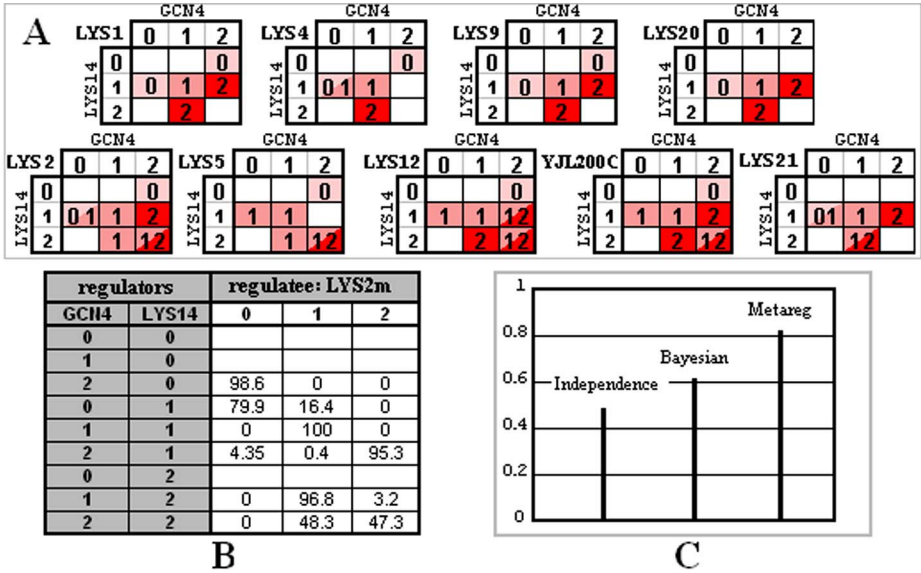 A
GCN4 GCN4 GCN4 GCN4
LYS1 0 1 2 LYS4 0 1 2 LYS9 0 1 2 LYS20 0 1 2
LYS14 LYS14 LYS14 LYS14
0 0 0 0 0 0 0
1 0 1 2 1 01 1 1 0 1 2 1 0 1 2
2 2 2 2 2 2 2 2
GCN4 GCN4 GCN4 GCN4 GCN4
LYS2 0 1 2 LYS5 0 1 2 LYS12 0 1 2 YJL200C 0 1 2 LYS21 0 1 2
LYS14 LYS14 LYS14 LYS14 LYS14
0 0 0 0 0 0 0 0 0
1 01 1 2 1 1 1 1 1 1 12 1 1 1 2 1 01 1 2
2 1 12 2 1 12 2 2 12 2 2 12 2 12
regulators regulatee: LYS2m
GCN4 LYS14 0 1 2
0 0
1 0
2 0 98.6 0 0
0 1 79.9 16.4 0
1 1 0 100 0
2 1 4.35 0.4 95.3
0 2
1 2 0 96.8 3.2
2 2 0 48.3 47.3
B
1
Metareg
0.8
Bayesian
0.6
Independence
0.4
0.2
0
C